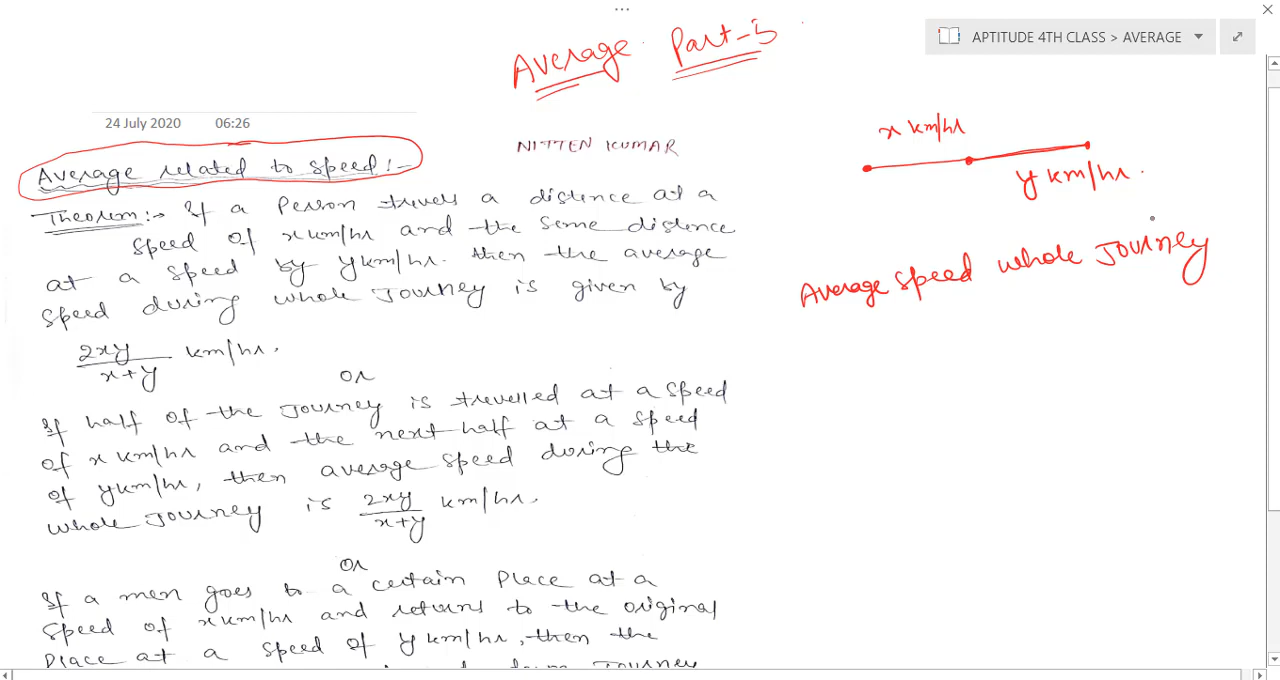 APTITUDE 4TH CLASS > AVERAGE
Average Part-5
24 July 2020 06:26
NITTEN KUMAR
Average related to speed:-
Theorem:→ If a Person travels a distance at a
speed of x km/hr and the same distance
at a speed by y km/hr. then the average
speed during whole Journey is given by
2xy/x+y km/hr.
Or
If half of the Journey is travelled at a speed
of x km/hr and the next half at a speed
of y km/hr, then average speed during the
whole Journey is 2xy/x+y km/hr.
Or
If a men goes to a certain Place at a
speed of x km/hr and returns to the original
Place at a speed of y km/hr, then the
Journey
x km/hr
y km/hr.
Average speed whole Journey